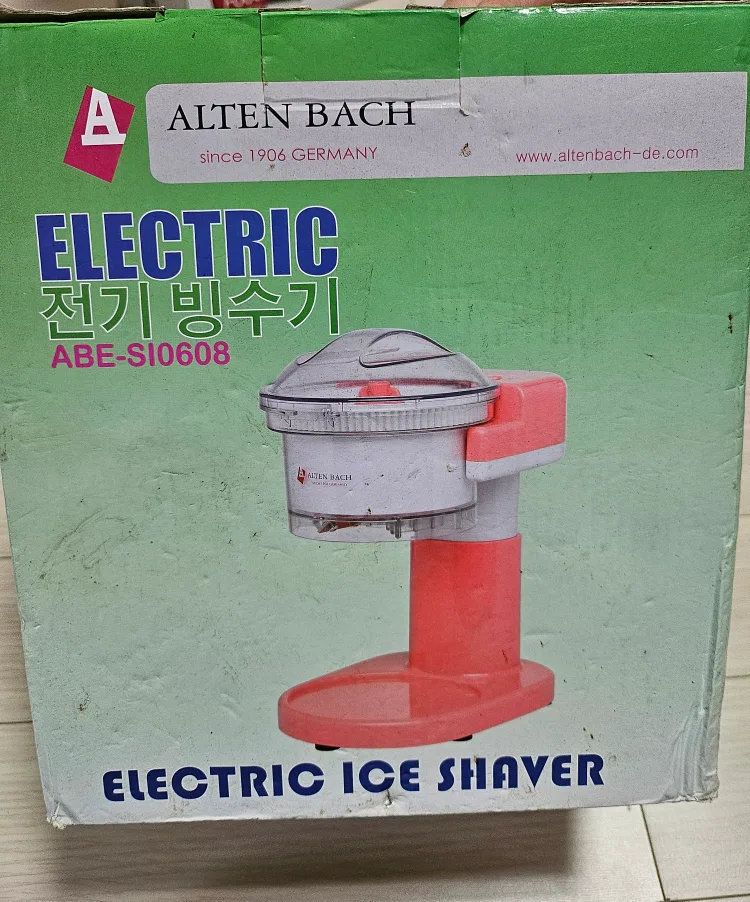 A
ALTEN BACH
since 1906 GERMANY
www.altenbach-de.com
ELECTRIC
전기 빙수기
ABE-SI0608
ALTEN BACH
ELECTRIC ICE SHAVER